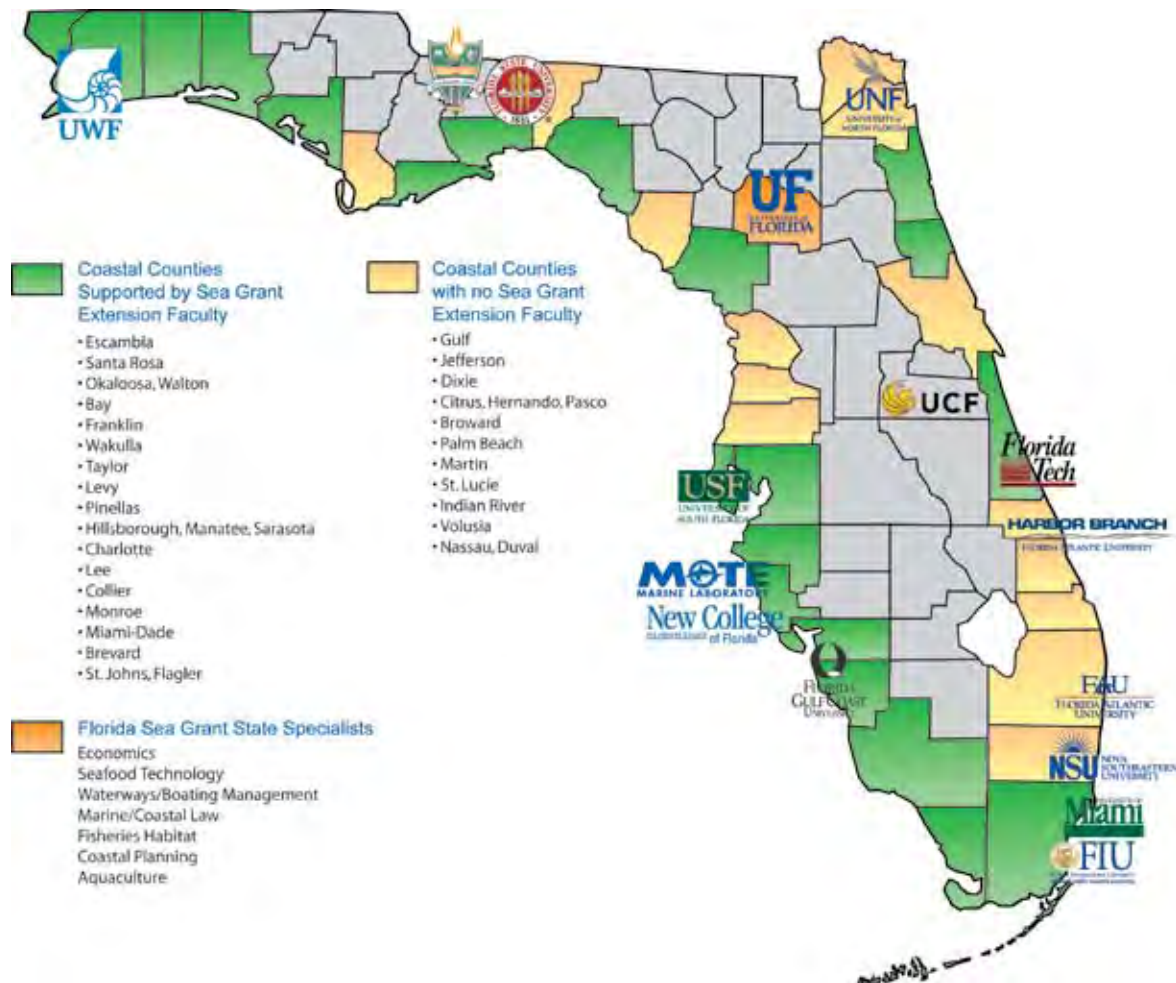 UWF
FLORIDA STATE UNIVERSITY
1851
UNF
UNIVERSITY of
NORTH FLORIDA
UF
UNIVERSITY of
FLORIDA
Coastal Counties
Supported by Sea Grant
Extension Faculty
• Escambia
• Santa Rosa
• Okaloosa, Walton
• Bay
• Franklin
• Wakulla
• Taylor
• Levy
• Pinellas
• Hillsborough, Manatee, Sarasota
• Charlotte
• Lee
• Collier
• Monroe
• Miami-Dade
• Brevard
• St. Johns, Flagler
Coastal Counties
with no Sea Grant
Extension Faculty
• Gulf
• Jefferson
• Dixie
• Citrus, Hernando, Pasco
• Broward
• Palm Beach
• Martin
• St. Lucie
• Indian River
• Volusia
• Nassau, Duval
Florida Sea Grant State Specialists
Economics
Seafood Technology
Waterways/Boating Management
Marine/Coastal Law
Fisheries Habitat
Coastal Planning
Aquaculture
UCF
Florida
Tech
USF
UNIVERSITY OF
SOUTH FLORIDA
HARBOR BRANCH
FLORIDA ATLANTIC UNIVERSITY
MOTE
MARINE LABORATORY
New College
of Florida
FLORIDA
GULF COAST
UNIVERSITY
FAU
FLORIDA ATLANTIC
UNIVERSITY
NSU
NOVA
SOUTHEASTERN
UNIVERSITY
Miami
FIU